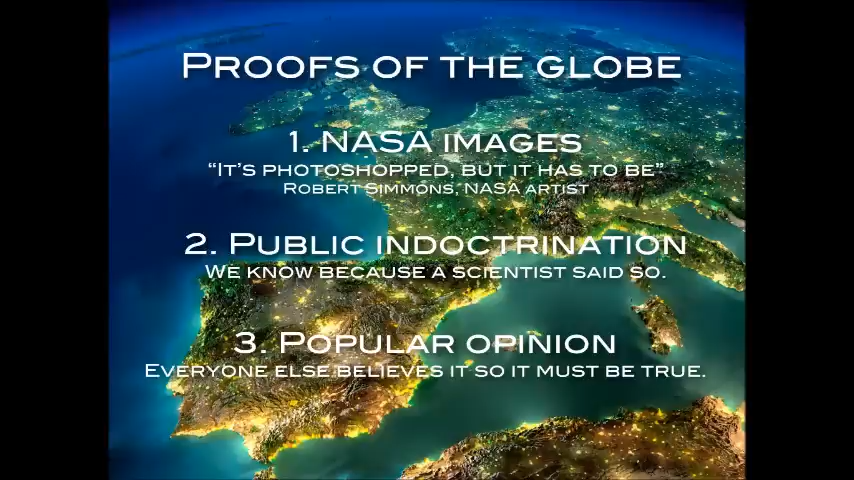 PROOFS OF THE GLOBE
1. NASA IMAGES
“IT'S PHOTOSHOPPED, BUT IT HAS TO BE”
ROBERT SIMMONS, NASA ARTIST
2. PUBLIC INDOCTRINATION
WE KNOW BECAUSE A SCIENTIST SAID SO.
3. POPULAR OPINION
EVERYONE ELSE BELIEVES IT SO IT MUST BE TRUE.